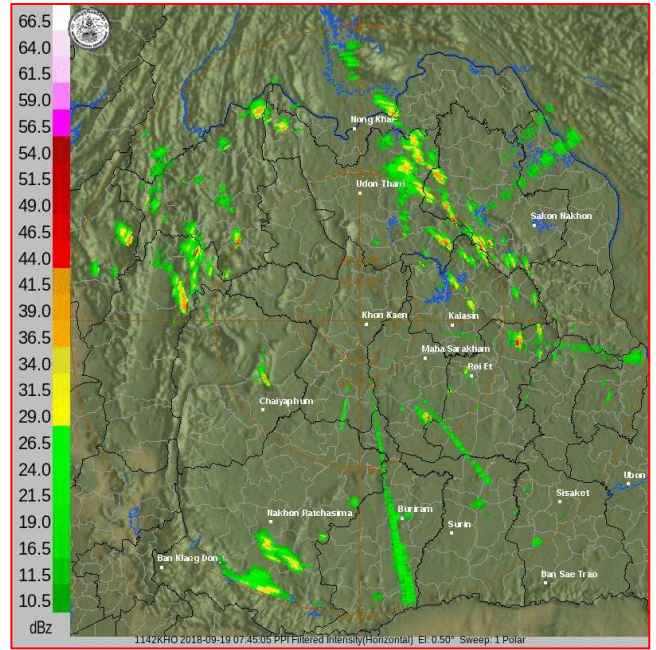 66.5
64.0
61.5
59.0
56.5
54.0
51.5
49.0
46.5
44.0
41.5
39.0
36.5
34.0
31.5
29.0
26.5
24.0
21.5
19.0
16.5
11.5
10.5
dBz
Nong Khai
Udon Thani
Sakon Nakhon
Khon Kaen
Kalasin
Maha Sarakham
Roi Et
Chaiyaphum
Ubon
Sisaket
Nakhon Ratchasima
Buriram
Surin
Ban Klang Don
Ban Sae Trao
1142KHO 2018-09-19 07:45:05 PPI Filtered Intensity(Horizontal) El: 0.50° Sweep: 1 Polar